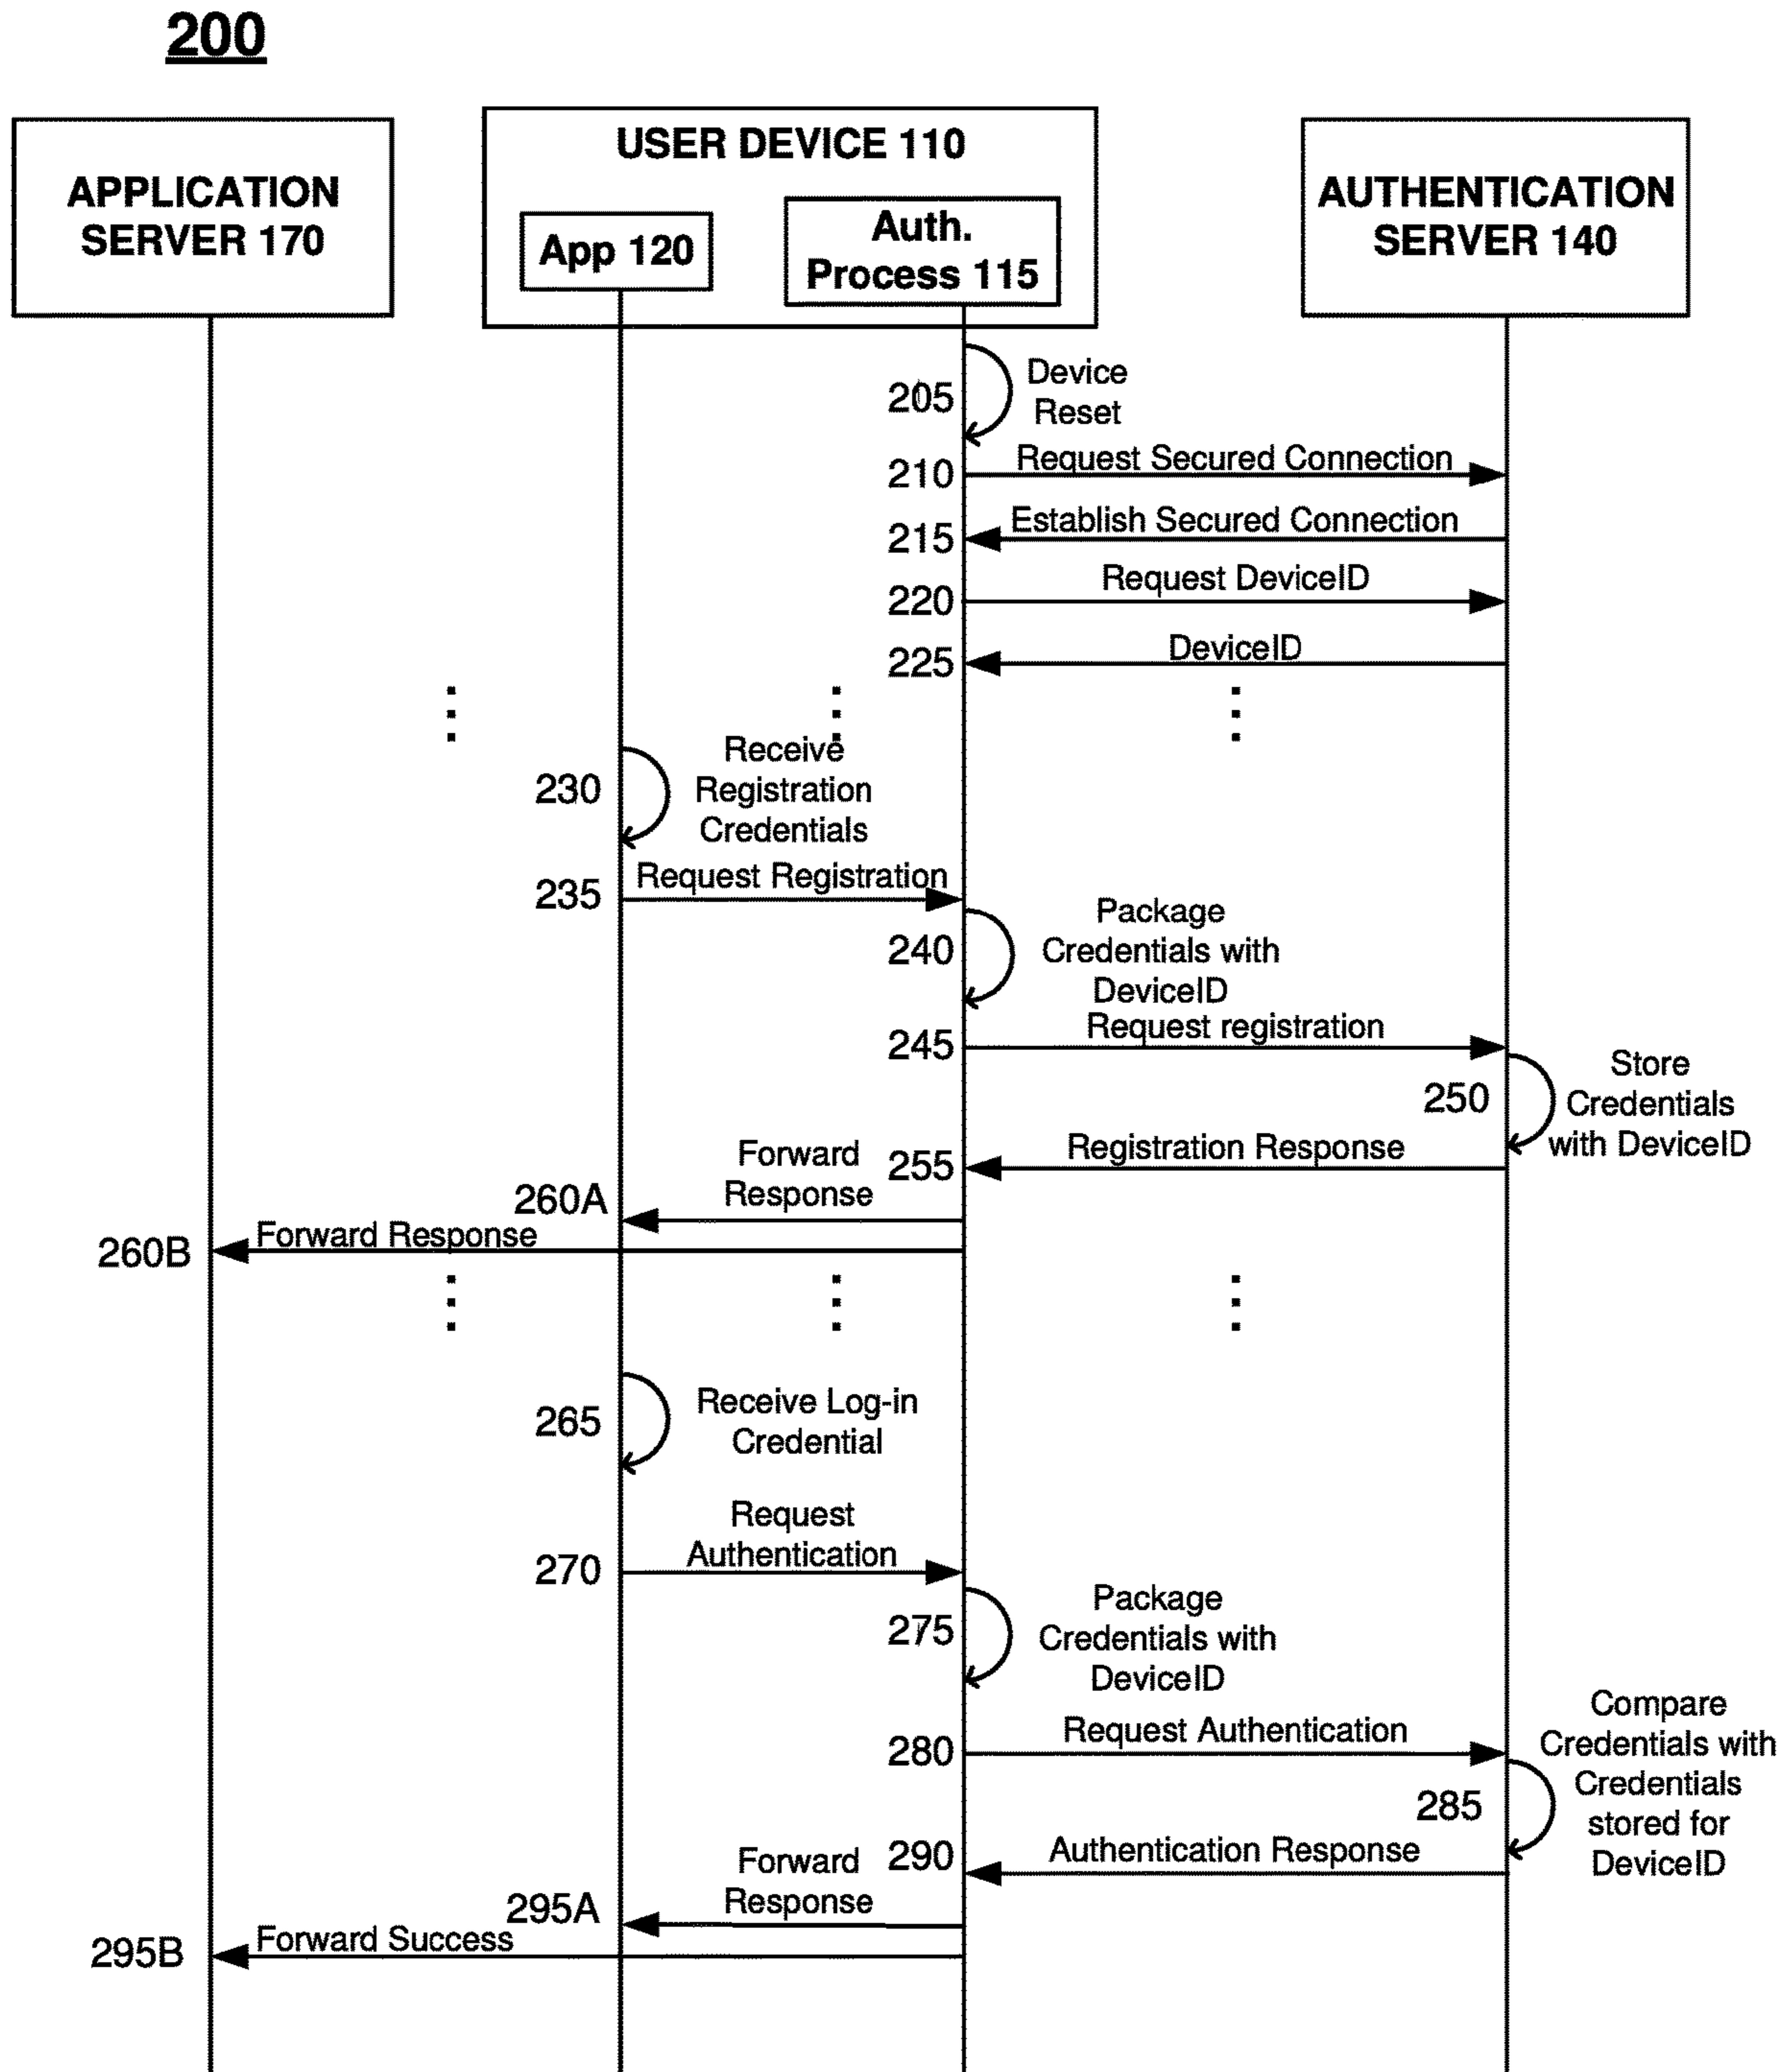 200
APPLICATION
SERVER 170
USER DEVICE 110
App 120
Auth.
Process 115
AUTHENTICATION
SERVER 140
205
Device
Reset
210
Request Secured Connection
215
Establish Secured Connection
220
Request DeviceID
225
DeviceID
230
Receive
Registration
Credentials
235
Request Registration
240
Package
Credentials with
DeviceID
245
Request registration
250
Store
Credentials
with DeviceID
255
Registration Response
260A
Forward
Response
260B
Forward Response
265
Receive Log-in
Credential
270
Request
Authentication
275
Package
Credentials with
DeviceID
280
Request Authentication
285
Compare
Credentials with
Credentials
stored for
DeviceID
290
Authentication Response
295A
Forward
Response
295B
Forward Success